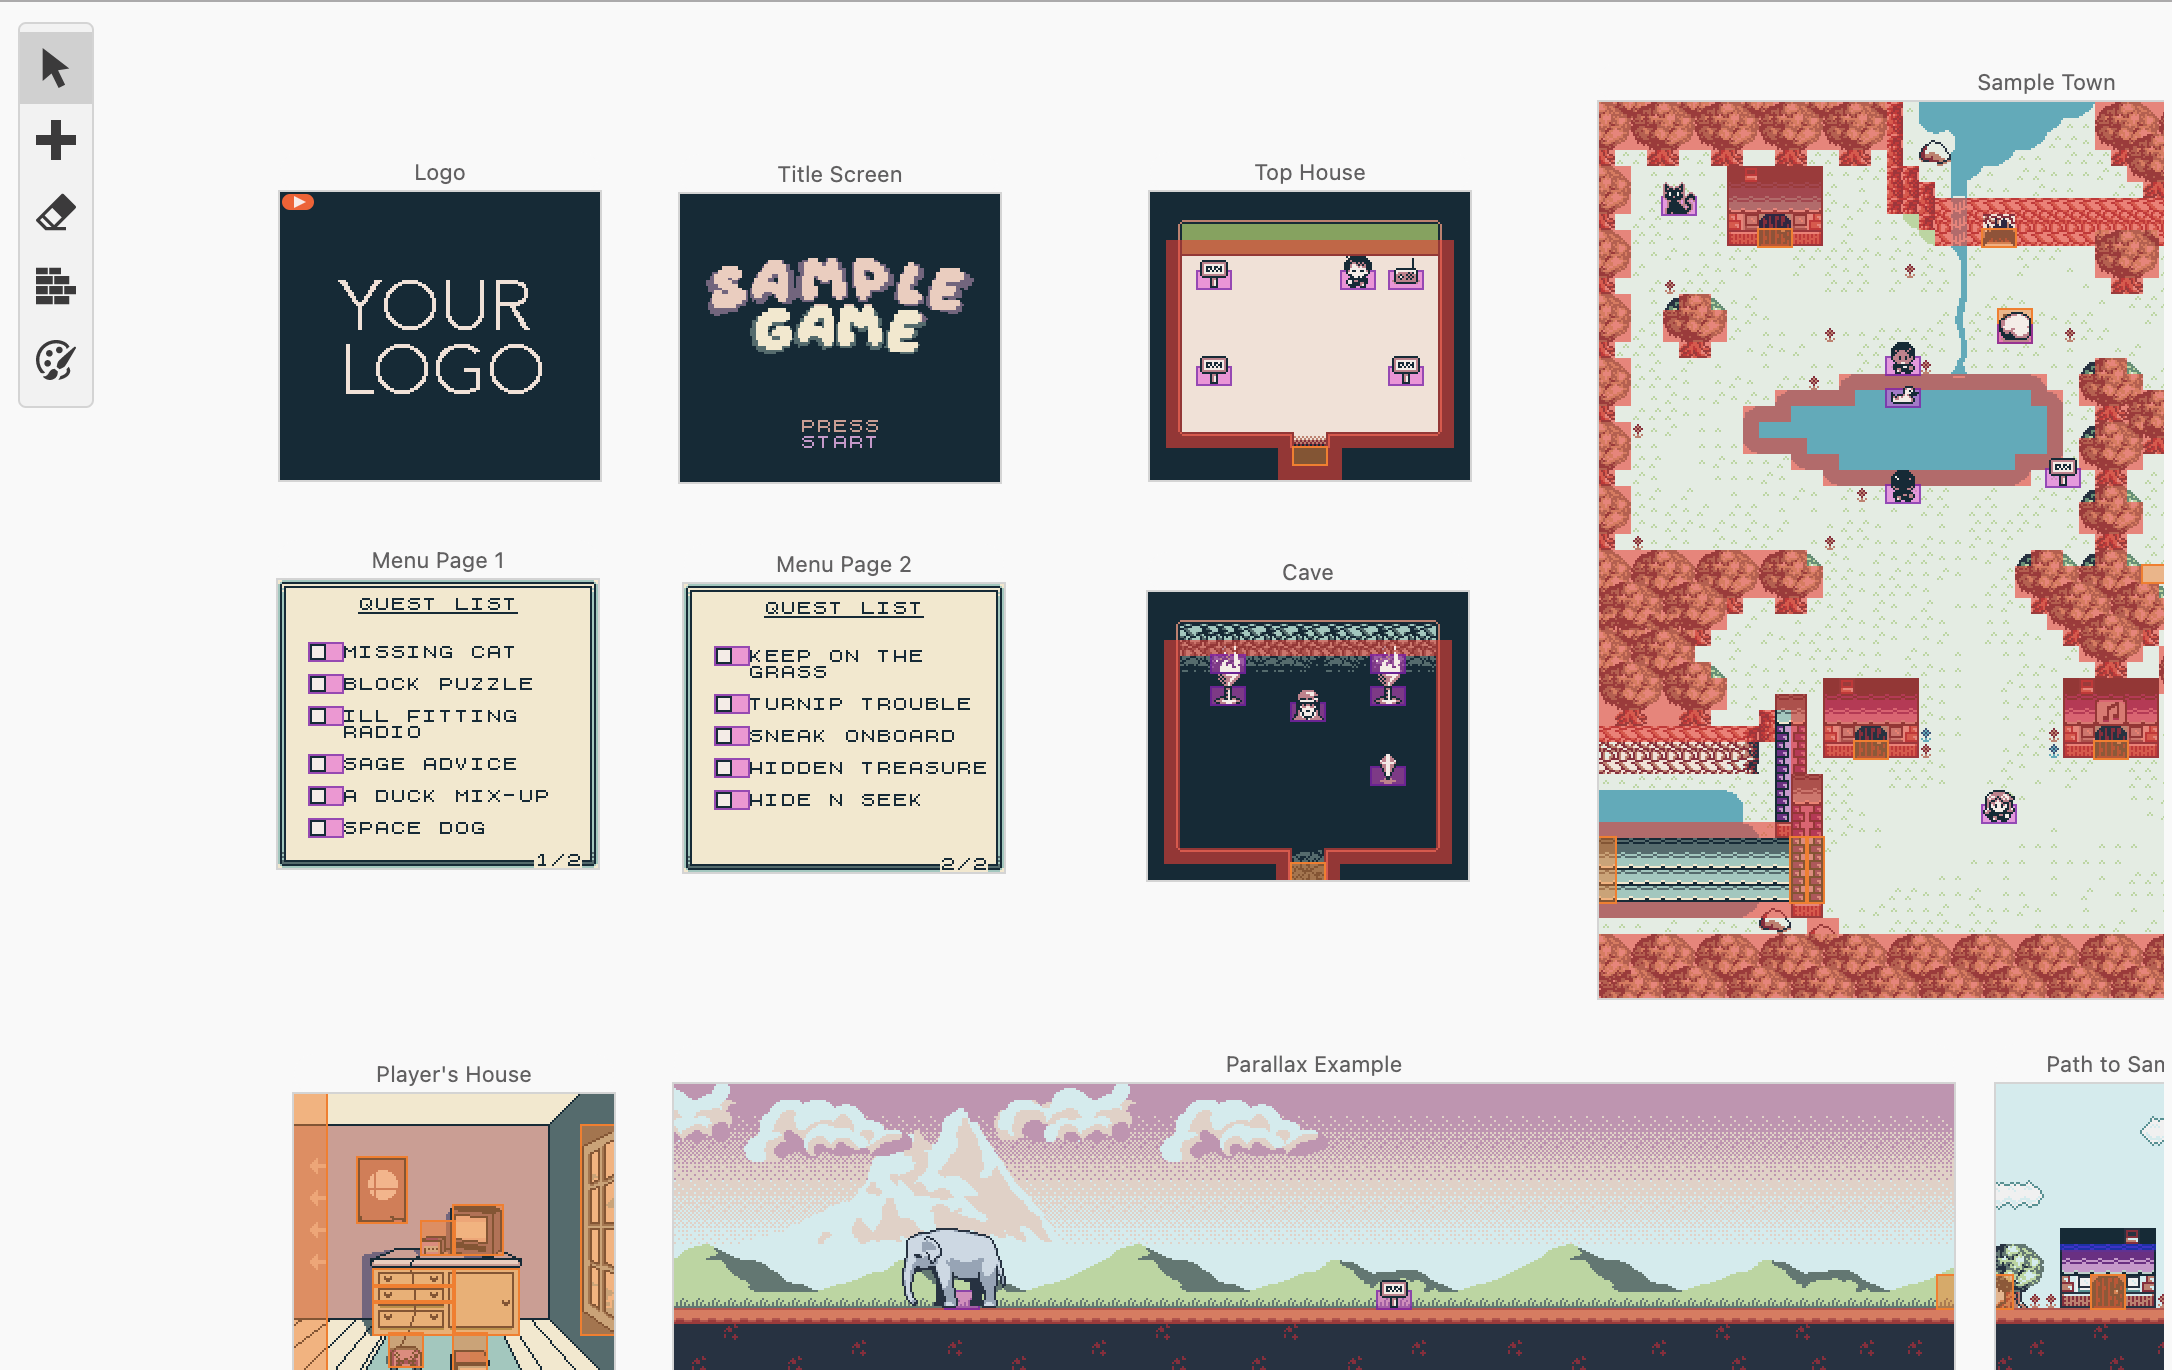 Sample Town
Logo
Title Screen
Top House
YOUR
LOGO
SAMPLE
GAME
PRESS
START
Menu Page 1
Menu Page 2
Cave
QUEST LIST
MISSING CAT
BLOCK PUZZLE
ILL FITTING
RADIO
SAGE ADVICE
A DUCK MIX-UP
SPACE DOG
1/2
QUEST LIST
KEEP ON THE
GRASS
TURNIP TROUBLE
SNEAK ONBOARD
HIDDEN TREASURE
HIDE N SEEK
2/2
Player's House
Parallax Example
Path to Sam